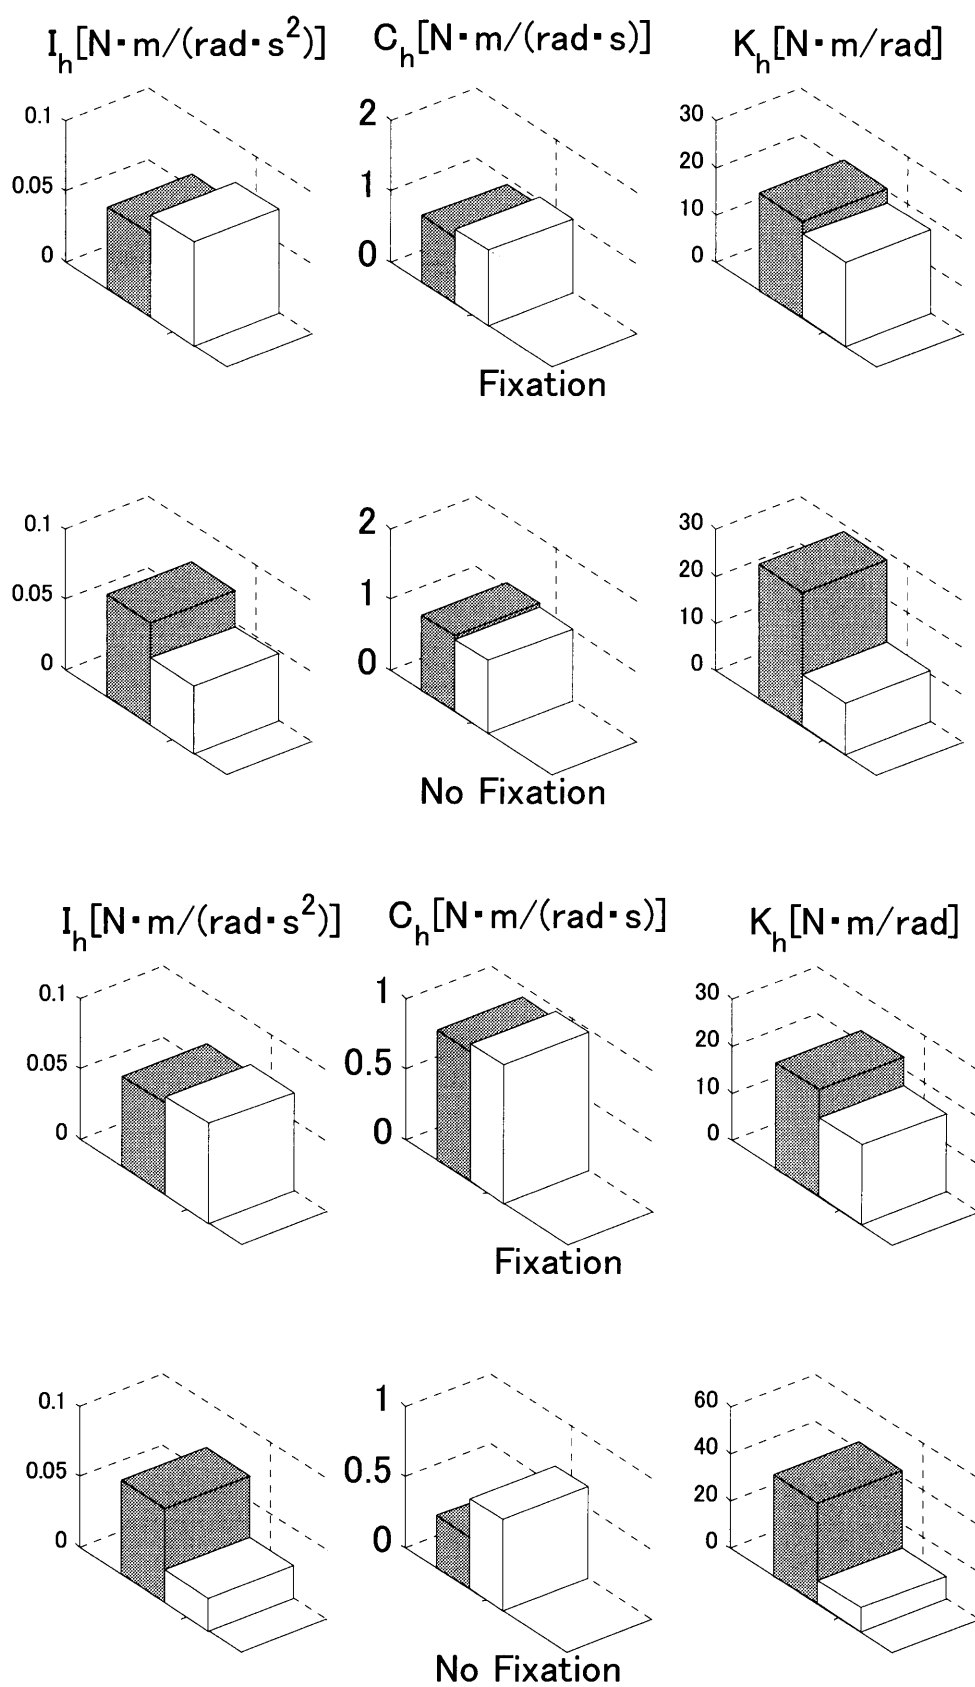 I_h[N・m/(rad・s²)] C_h[N・m/(rad・s)] K_h[N・m/rad]
0.1 2 30
20
0.05 1 10
0 0 0
Fixation
0.1 2 30
20
0.05 1 10
0 0 0
No Fixation
I_h[N・m/(rad・s²)] C_h[N・m/(rad・s)] K_h[N・m/rad]
0.1 1 30
20
0.05 0.5 10
0 0 0
Fixation
0.1 1 60
40
0.05 0.5 20
0 0 0
No Fixation